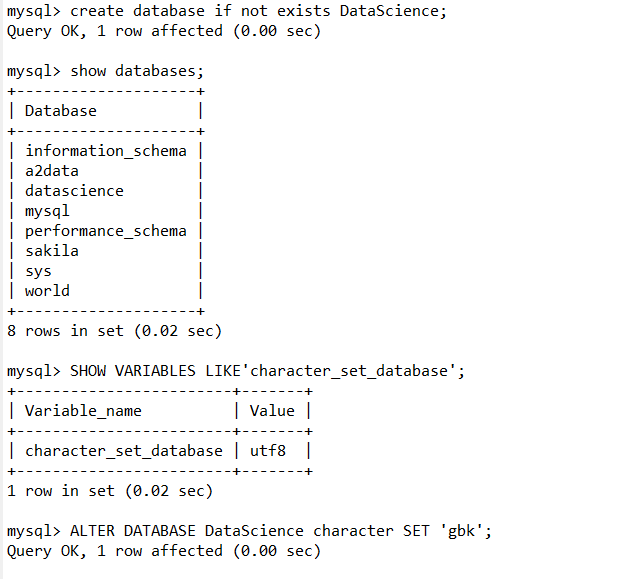 mysql> create database if not exists DataScience;
Query OK, 1 row affected (0.00 sec)

mysql> show databases;
+--------------------+
| Database           |
+--------------------+
| information_schema |
| a2data             |
| datascience        |
| mysql              |
| performance_schema |
| sakila             |
| sys                |
| world              |
+--------------------+
8 rows in set (0.02 sec)

mysql> SHOW VARIABLES LIKE'character_set_database';
+------------------------+-------+
| Variable_name          | Value |
+------------------------+-------+
| character_set_database | utf8  |
+------------------------+-------+
1 row in set (0.02 sec)

mysql> ALTER DATABASE DataScience character SET 'gbk';
Query OK, 1 row affected (0.00 sec)